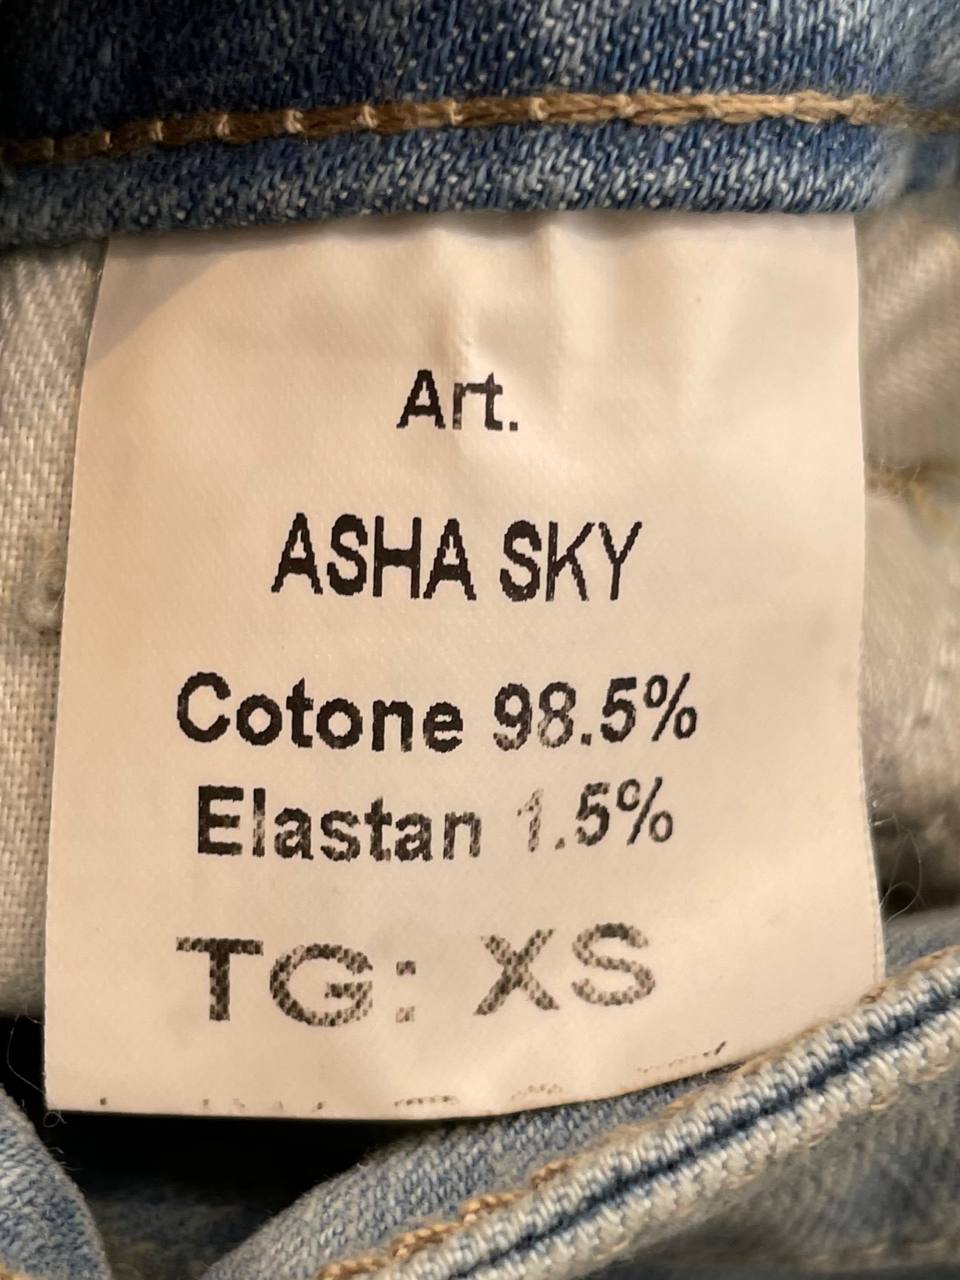 Art.
ASHA SKY
Cotone 98.5%
Elastan 1.5%
TG: XS